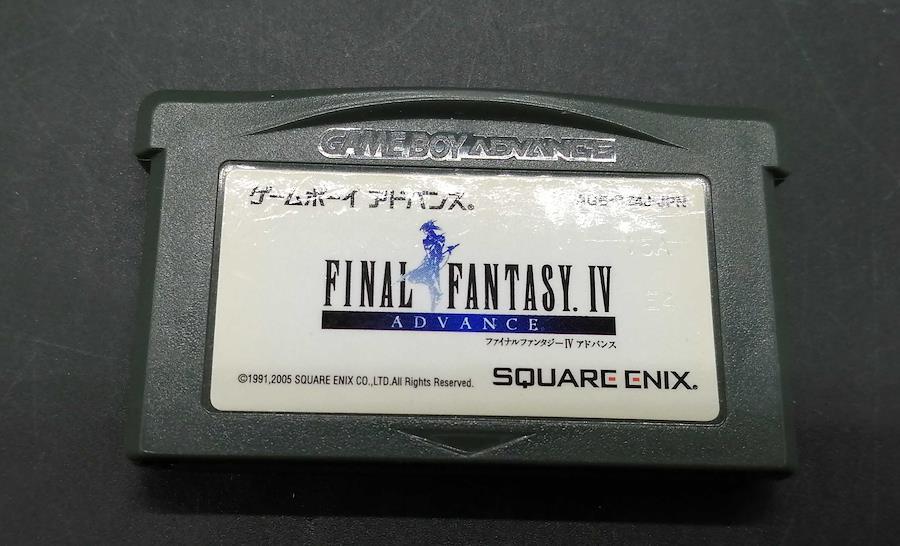 GAME BOY ADVANCE
ゲームボーイ アドバンス®
FINAL FANTASY. IV
ADVANCE
ファイナルファンタジーIV アドバンス
©1991,2005 SQUARE ENIX CO.,LTD.All Rights Reserved.
SQUARE ENIX®